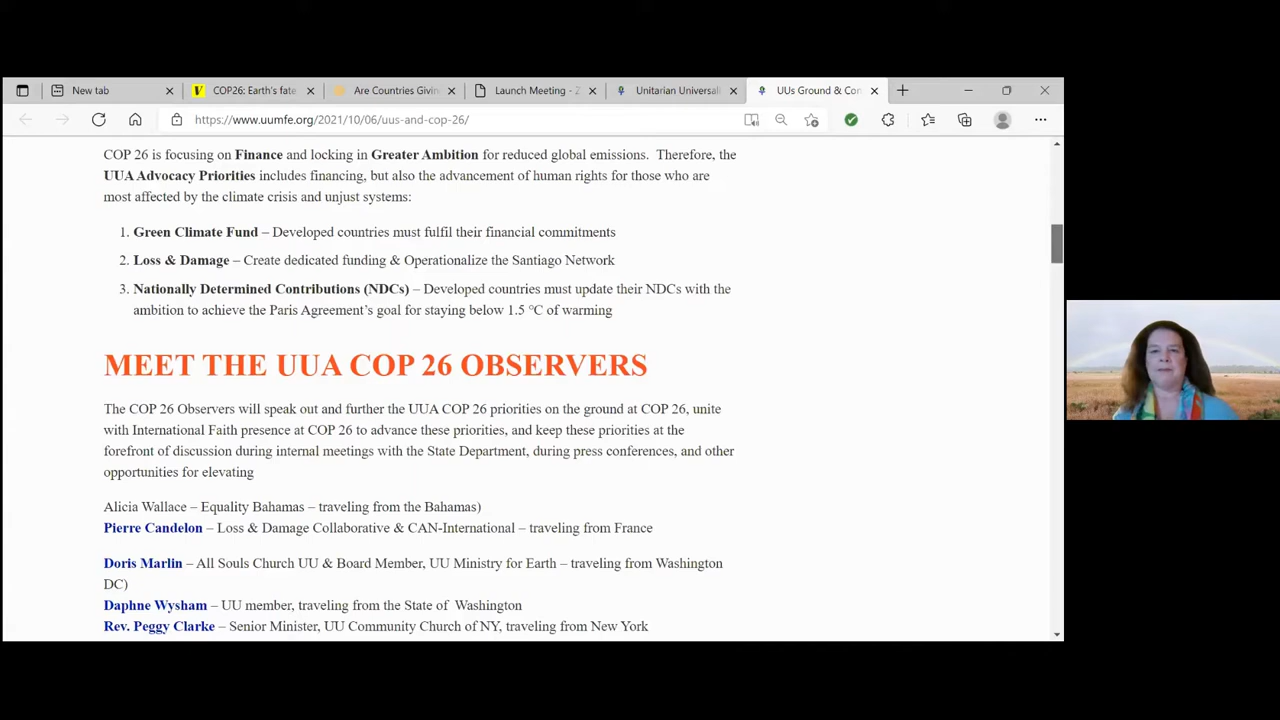 New tab
COP26: Earth's fate
Are Countries Givin
Launch Meeting - Z
Unitarian Universali
UUs Ground & Con
https://www.uumfe.org/2021/10/06/uus-and-cop-26/
COP 26 is focusing on Finance and locking in Greater Ambition for reduced global emissions. Therefore, the
UUA Advocacy Priorities includes financing, but also the advancement of human rights for those who are
most affected by the climate crisis and unjust systems:
1. Green Climate Fund – Developed countries must fulfil their financial commitments
2. Loss & Damage – Create dedicated funding & Operationalize the Santiago Network
3. Nationally Determined Contributions (NDCs) – Developed countries must update their NDCs with the
ambition to achieve the Paris Agreement's goal for staying below 1.5 °C of warming
MEET THE UUA COP 26 OBSERVERS
The COP 26 Observers will speak out and further the UUA COP 26 priorities on the ground at COP 26, unite
with International Faith presence at COP 26 to advance these priorities, and keep these priorities at the
forefront of discussion during internal meetings with the State Department, during press conferences, and other
opportunities for elevating
Alicia Wallace – Equality Bahamas – traveling from the Bahamas)
Pierre Candelon – Loss & Damage Collaborative & CAN-International – traveling from France
Doris Marlin – All Souls Church UU & Board Member, UU Ministry for Earth – traveling from Washington
DC)
Daphne Wysham – UU member, traveling from the State of Washington
Rev. Peggy Clarke – Senior Minister, UU Community Church of NY, traveling from New York